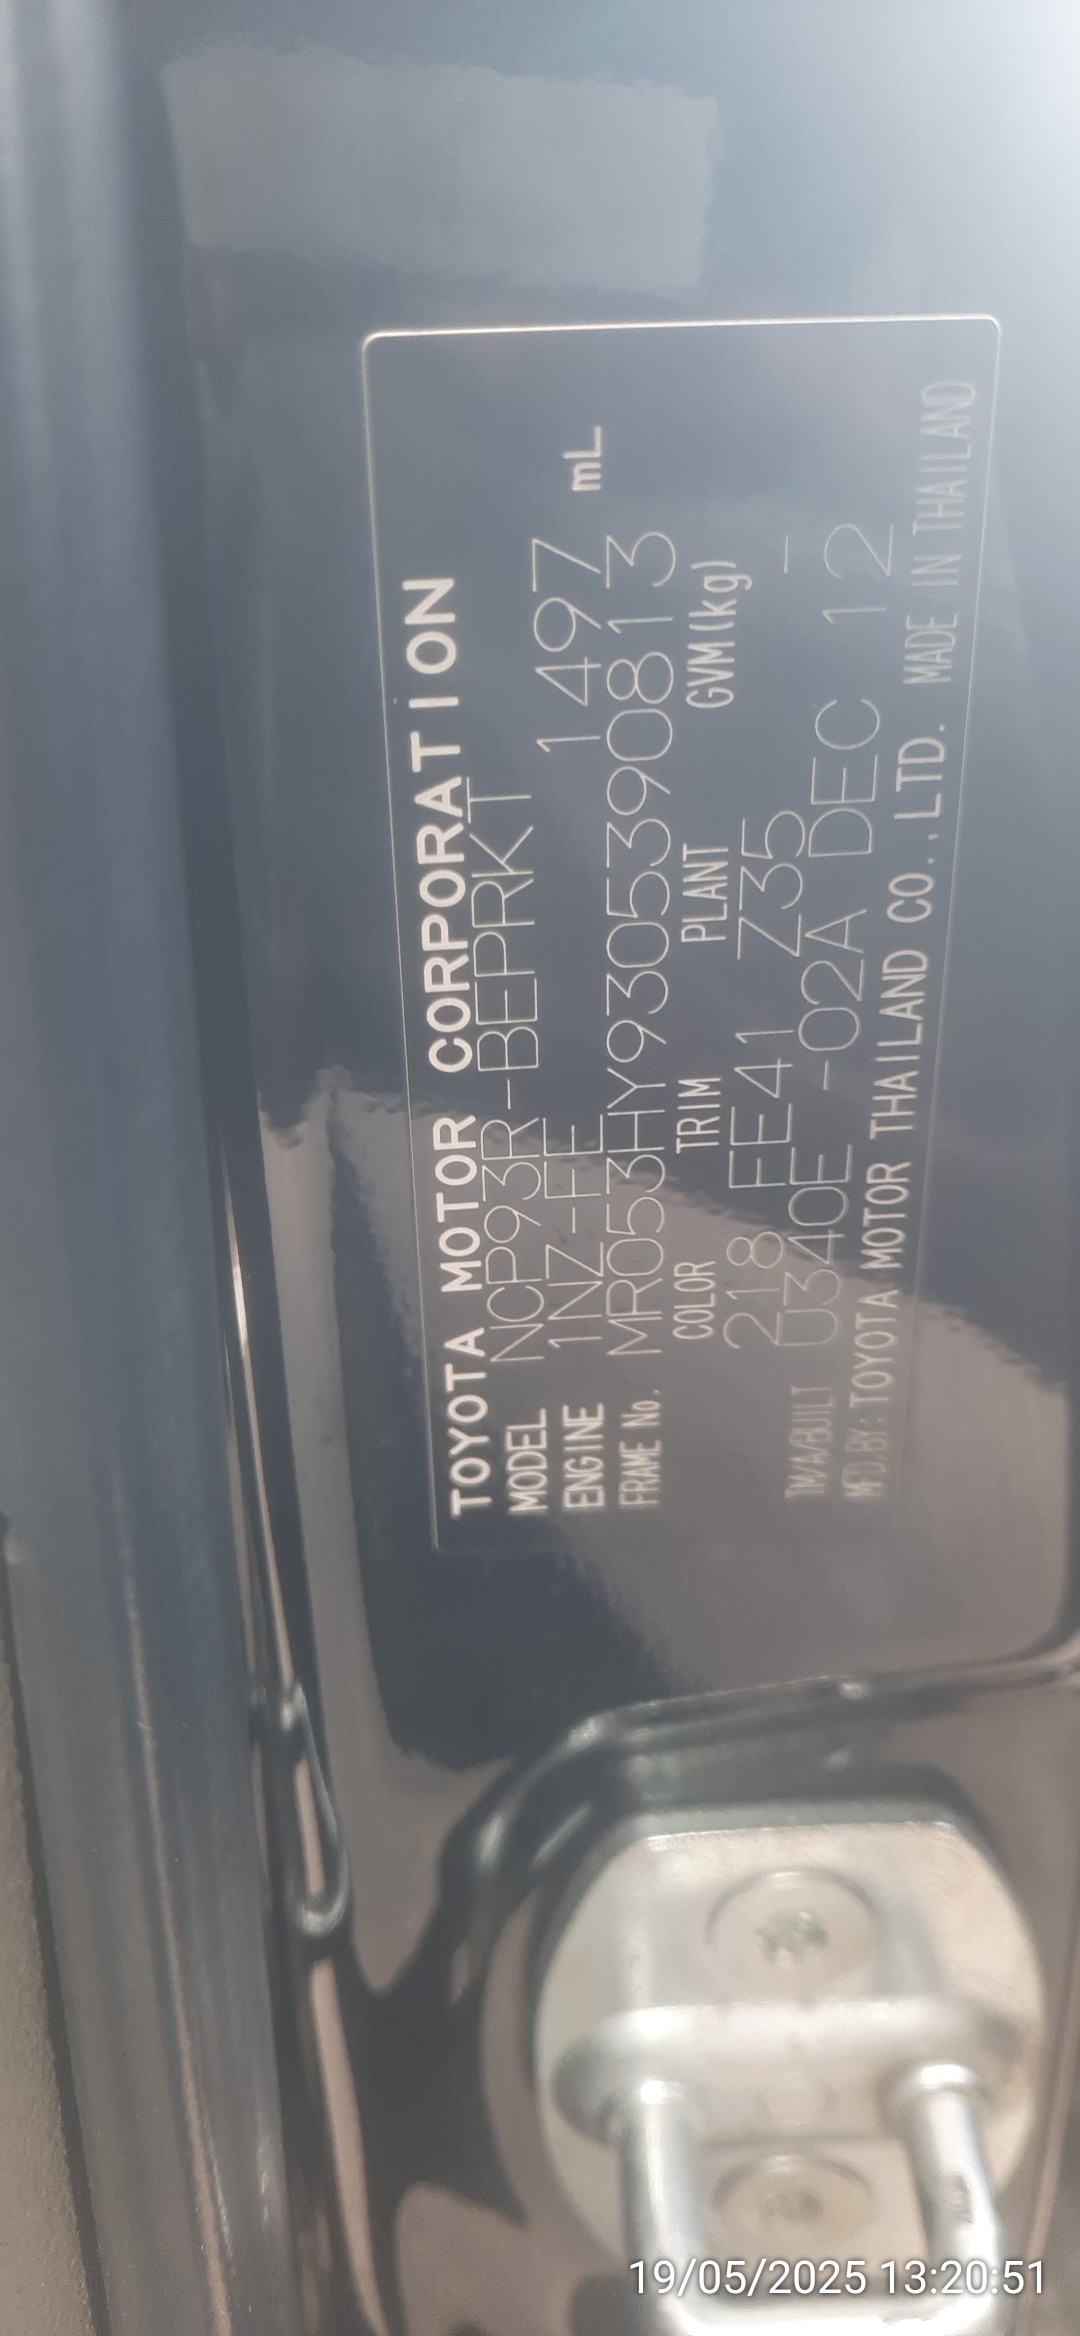 TOYOTA MOTOR CORPORATION
MODEL NCP93R-BEPRKT
ENGINE 1NZ-FE 1497 mL
FRAME No. MR053HY9305390813
COLOR TRIM PLANT GVM(kg)
218 FE41 Z35 -
TM/A/BUILT U340E -02A DEC 12
MFD.BY: TOYOTA MOTOR THAILAND CO.,LTD. MADE IN THAILAND
19/05/2025 13:20:51